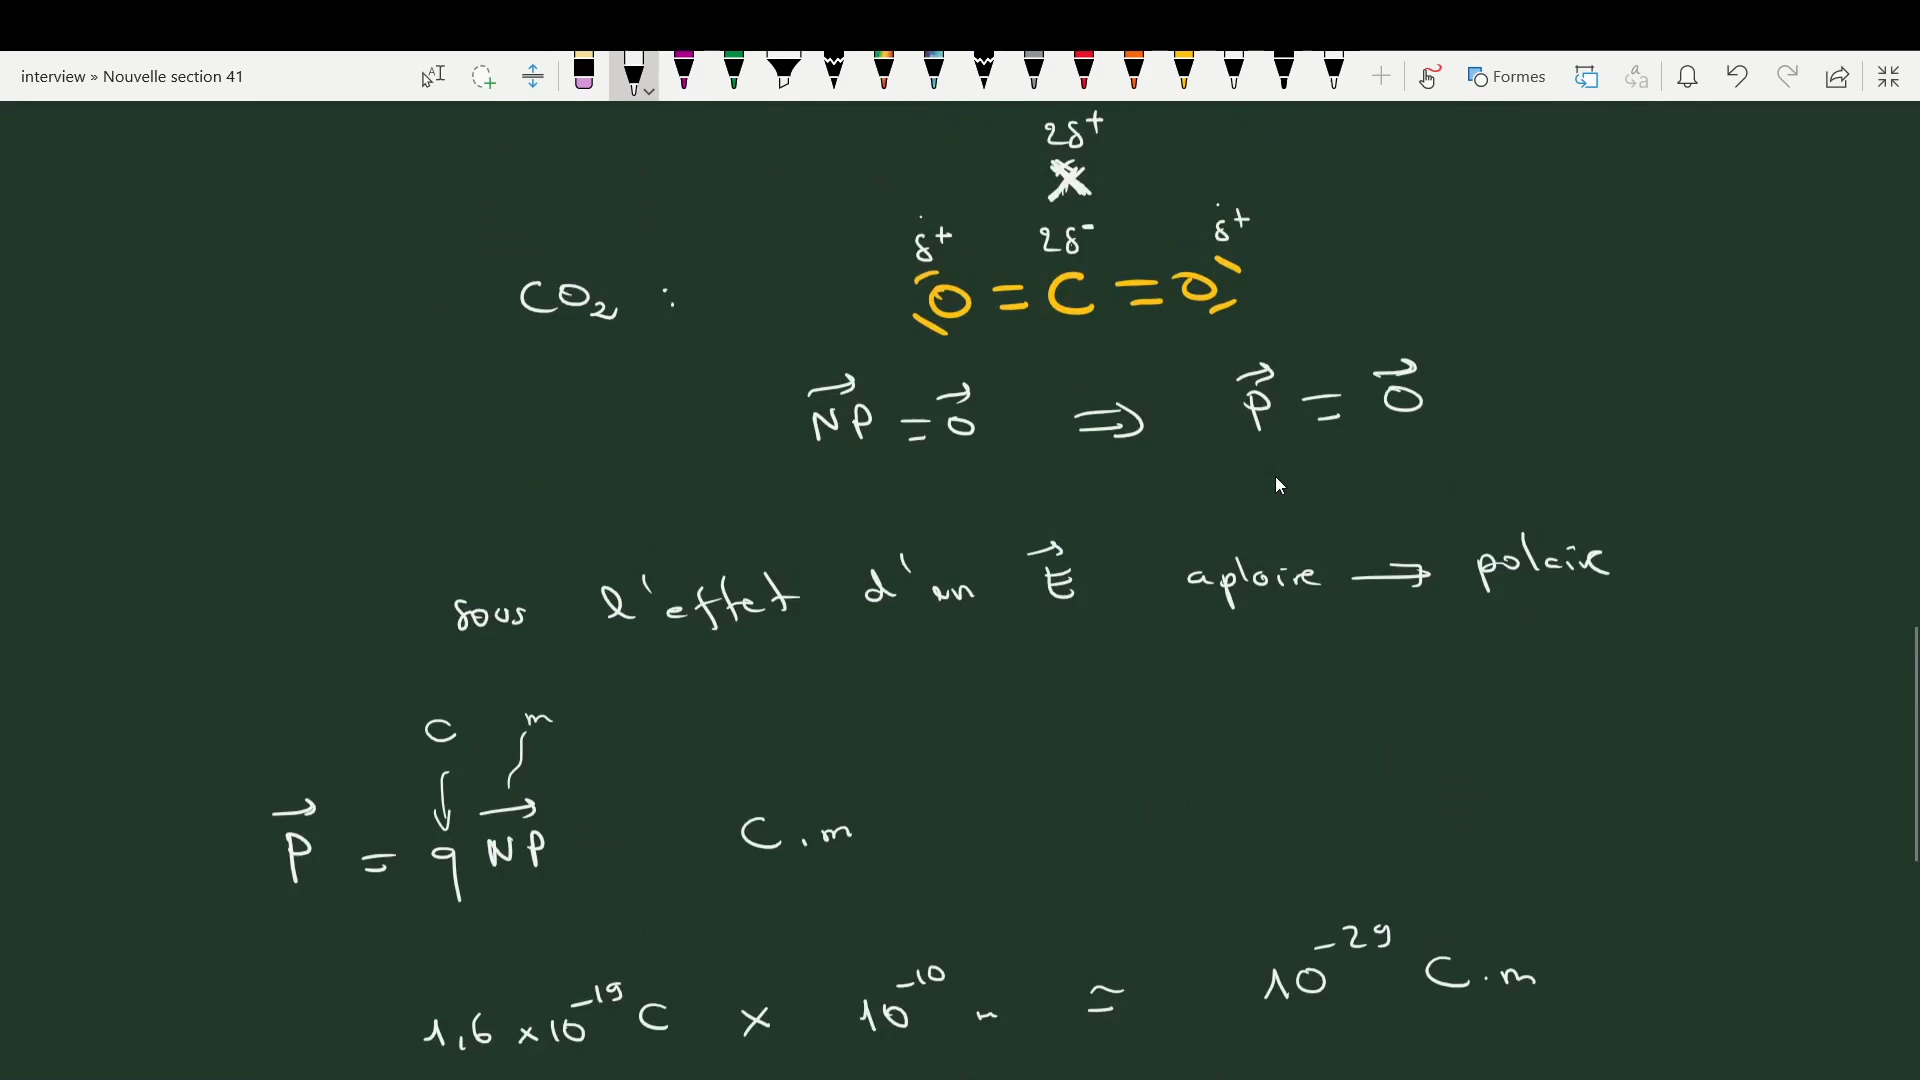 interview » Nouvelle section 41
Formes
2δ⁺
δ⁺ 2δ⁻ δ⁺
CO₂ : O = C = O
NP⃗ = 0⃗ ⇒ P⃗ = 0⃗
sous l'effet d'un E⃗ aploire → polaire
C m
P⃗ = q NP⃗ C.m
1,6 × 10⁻¹⁹ C × 10⁻¹⁰ m ≃ 10⁻²⁹ C.m